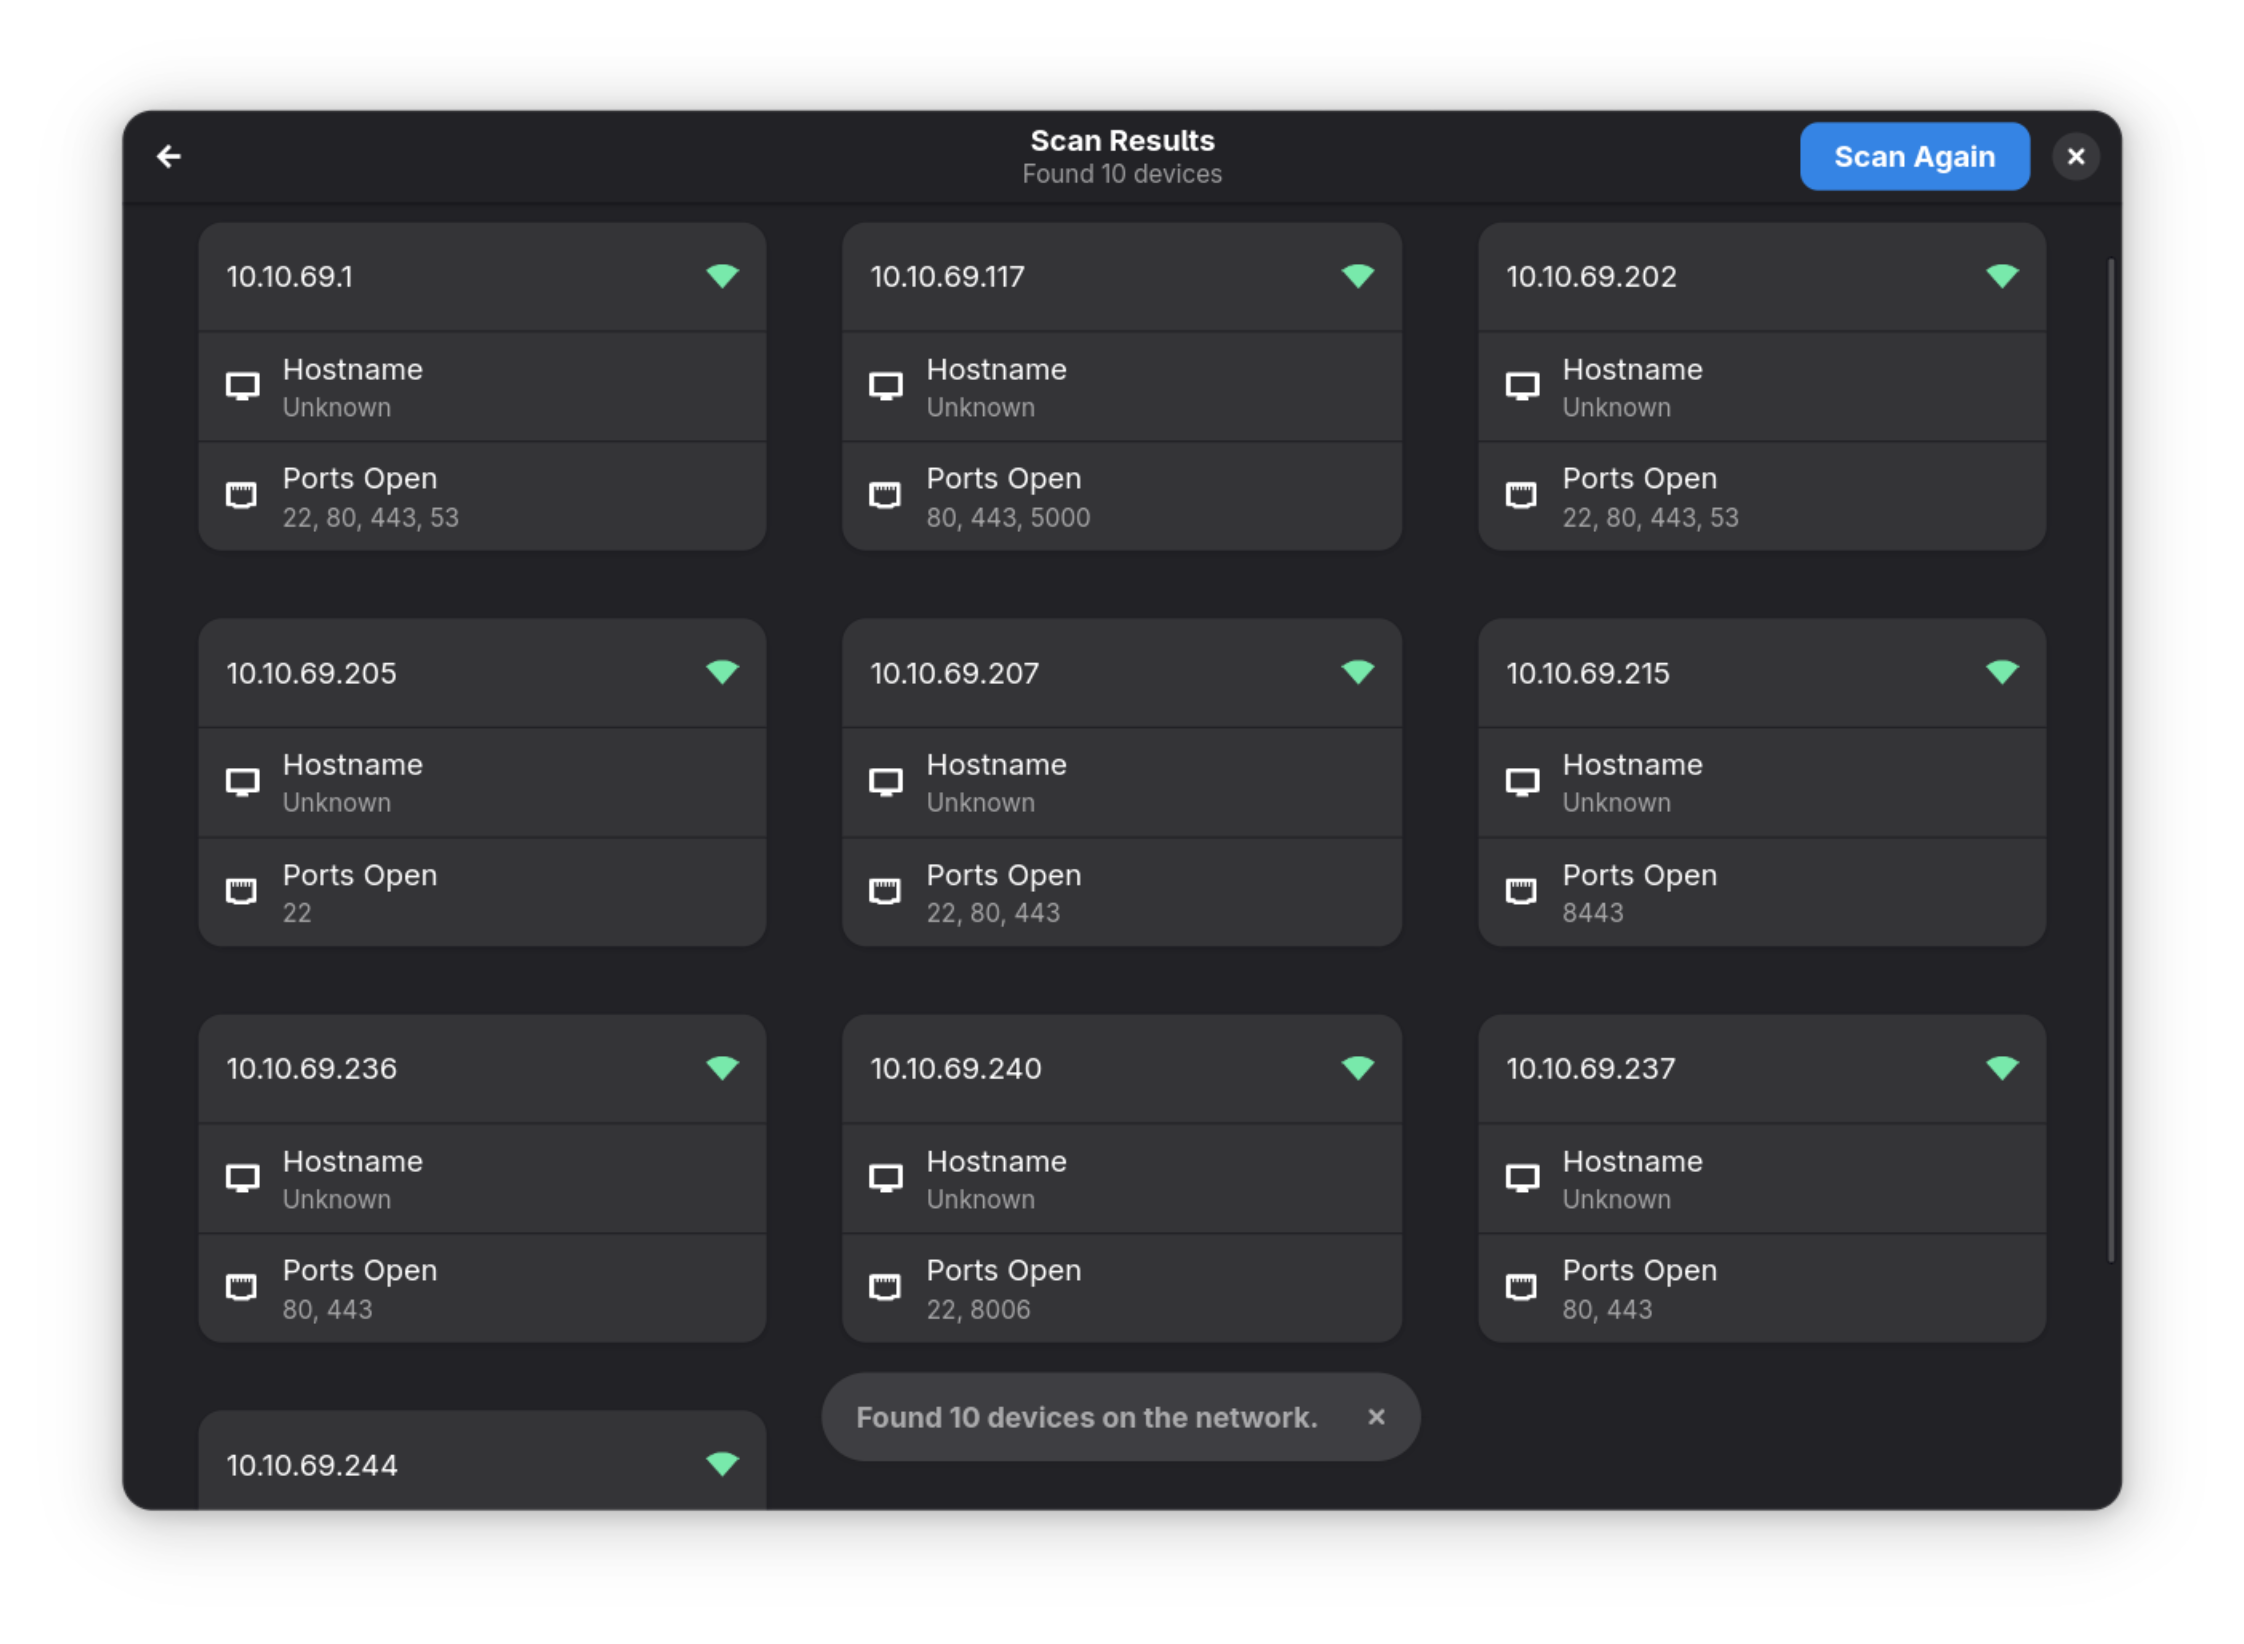 Scan Results
Found 10 devices
Scan Again
10.10.69.1
Hostname
Unknown
Ports Open
22, 80, 443, 53
10.10.69.117
Hostname
Unknown
Ports Open
80, 443, 5000
10.10.69.202
Hostname
Unknown
Ports Open
22, 80, 443, 53
10.10.69.205
Hostname
Unknown
Ports Open
22
10.10.69.207
Hostname
Unknown
Ports Open
22, 80, 443
10.10.69.215
Hostname
Unknown
Ports Open
8443
10.10.69.236
Hostname
Unknown
Ports Open
80, 443
10.10.69.240
Hostname
Unknown
Ports Open
22, 8006
10.10.69.237
Hostname
Unknown
Ports Open
80, 443
10.10.69.244
Found 10 devices on the network.